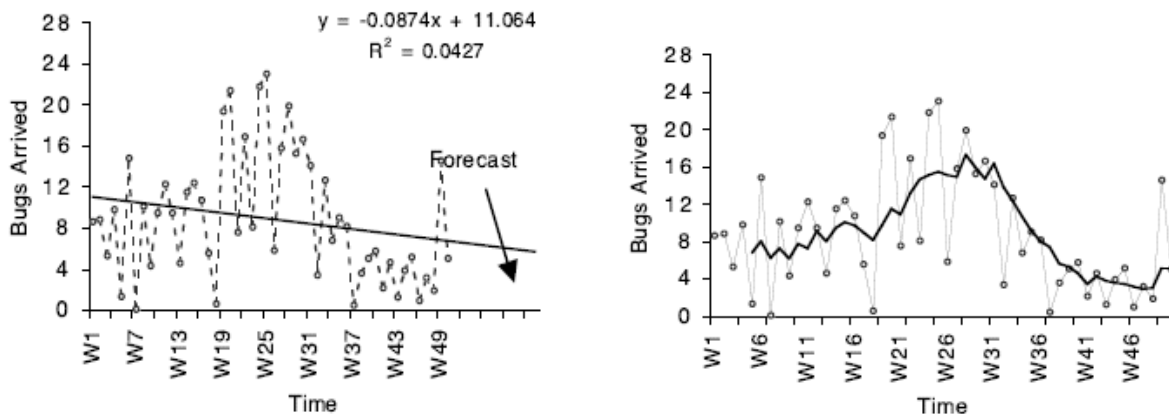 y = -0.0874x + 11.064
R² = 0.0427
28
24
20
16
12
8
4
0
Bugs Arrived
Forecast
W1
W7
W13
W19
W25
W31
W37
W43
W49
Time
28
24
20
16
12
8
4
0
Bugs Arrived
W1
W6
W11
W16
W21
W26
W31
W36
W41
W46
Time